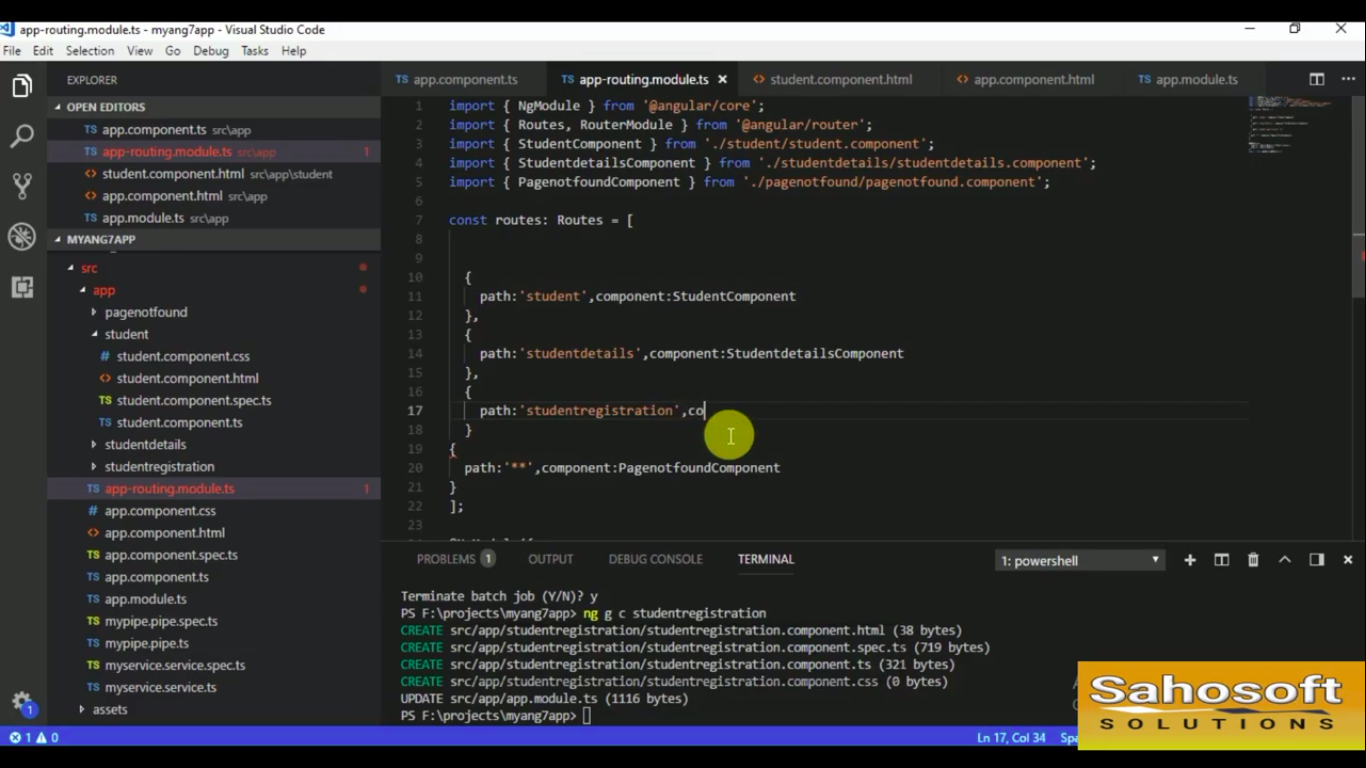 app-routing.module.ts - myang7app - Visual Studio Code
File Edit Selection View Go Debug Tasks Help
EXPLORER
OPEN EDITORS
TS app.component.ts src\app
TS app-routing.module.ts src\app 1
<> student.component.html src\app\student
<> app.component.html src\app
TS app.module.ts src\app
MYANG7APP
src
app
pagenotfound
student
# student.component.css
<> student.component.html
TS student.component.spec.ts
TS student.component.ts
studentdetails
studentregistration
TS app-routing.module.ts 1
# app.component.css
<> app.component.html
TS app.component.spec.ts
TS app.component.ts
TS app.module.ts
TS mypipe.pipe.spec.ts
TS mypipe.pipe.ts
TS myservice.service.spec.ts
TS myservice.service.ts
assets
TS app.component.ts TS app-routing.module.ts × <> student.component.html <> app.component.html TS app.module.ts
1 import { NgModule } from '@angular/core';
2 import { Routes, RouterModule } from '@angular/router';
3 import { StudentComponent } from './student/student.component';
4 import { StudentdetailsComponent } from './studentdetails/studentdetails.component';
5 import { PagenotfoundComponent } from './pagenotfound/pagenotfound.component';
6
7 const routes: Routes = [
8
9
10 {
11 path:'student',component:StudentComponent
12 },
13 {
14 path:'studentdetails',component:StudentdetailsComponent
15 },
16 {
17 path:'studentregistration',co
18 }
19 {
20 path:'**',component:PagenotfoundComponent
21 }
22 ];
23
PROBLEMS 1 OUTPUT DEBUG CONSOLE TERMINAL 1: powershell
Terminate batch job (Y/N)? y
PS F:\projects\myang7app> ng g c studentregistration
CREATE src/app/studentregistration/studentregistration.component.html (38 bytes)
CREATE src/app/studentregistration/studentregistration.component.spec.ts (719 bytes)
CREATE src/app/studentregistration/studentregistration.component.ts (321 bytes)
CREATE src/app/studentregistration/studentregistration.component.css (0 bytes)
UPDATE src/app/app.module.ts (1116 bytes)
PS F:\projects\myang7app>
1
1 0 Ln 17, Col 34
Sahosoft
SOLUTIONS